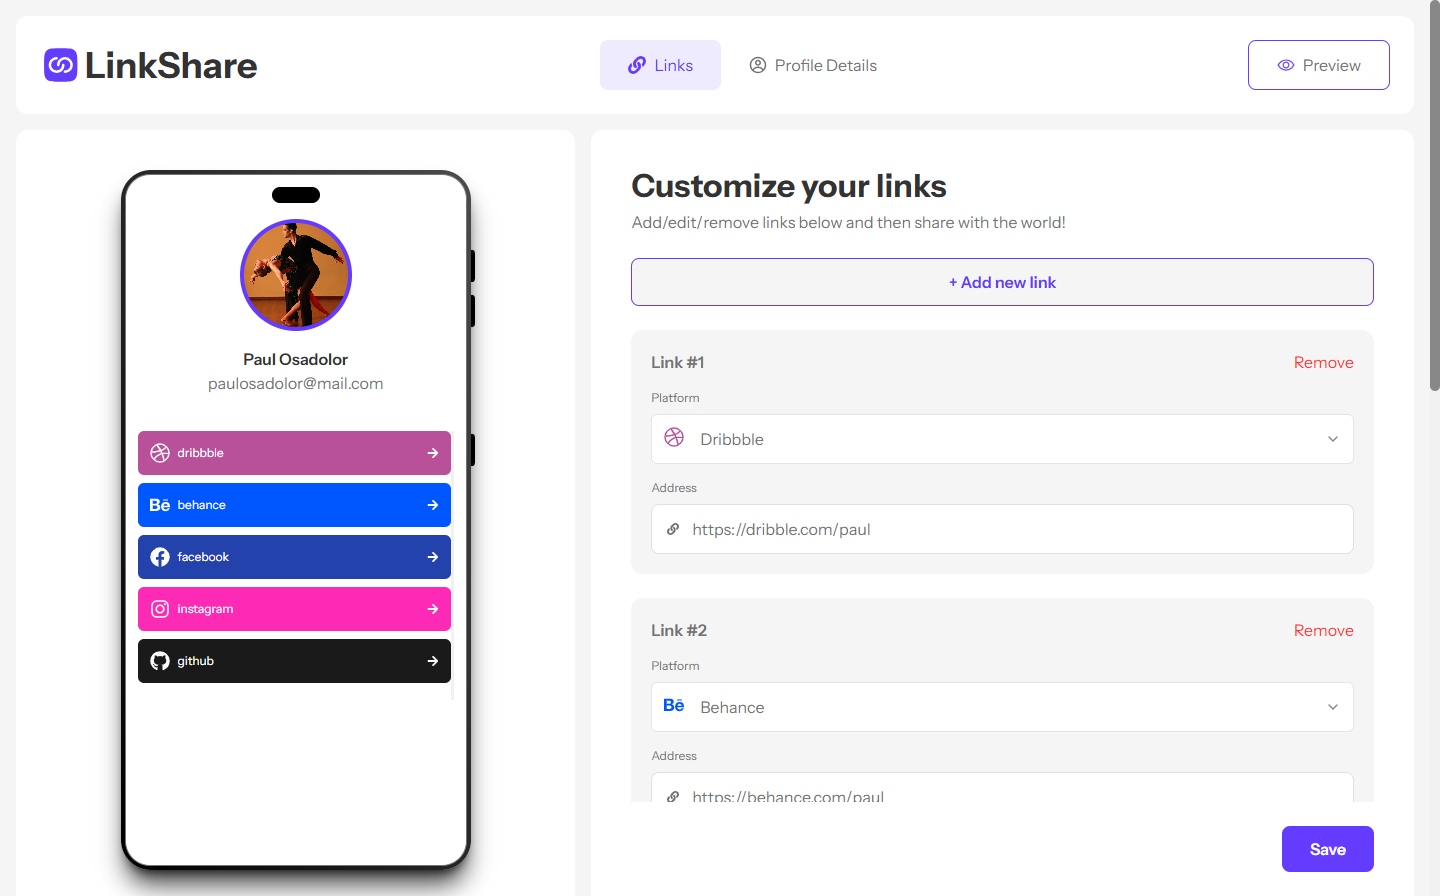 LinkShare
Links
Profile Details
Preview
Paul Osadolor
paulosadolor@mail.com
dribbble
Bē behance
facebook
instagram
github
Customize your links
Add/edit/remove links below and then share with the world!
+ Add new link
Link #1
Remove
Platform
Dribbble
Address
https://dribble.com/paul
Link #2
Remove
Platform
Bē Behance
Address
https://behance.com/paul
Save